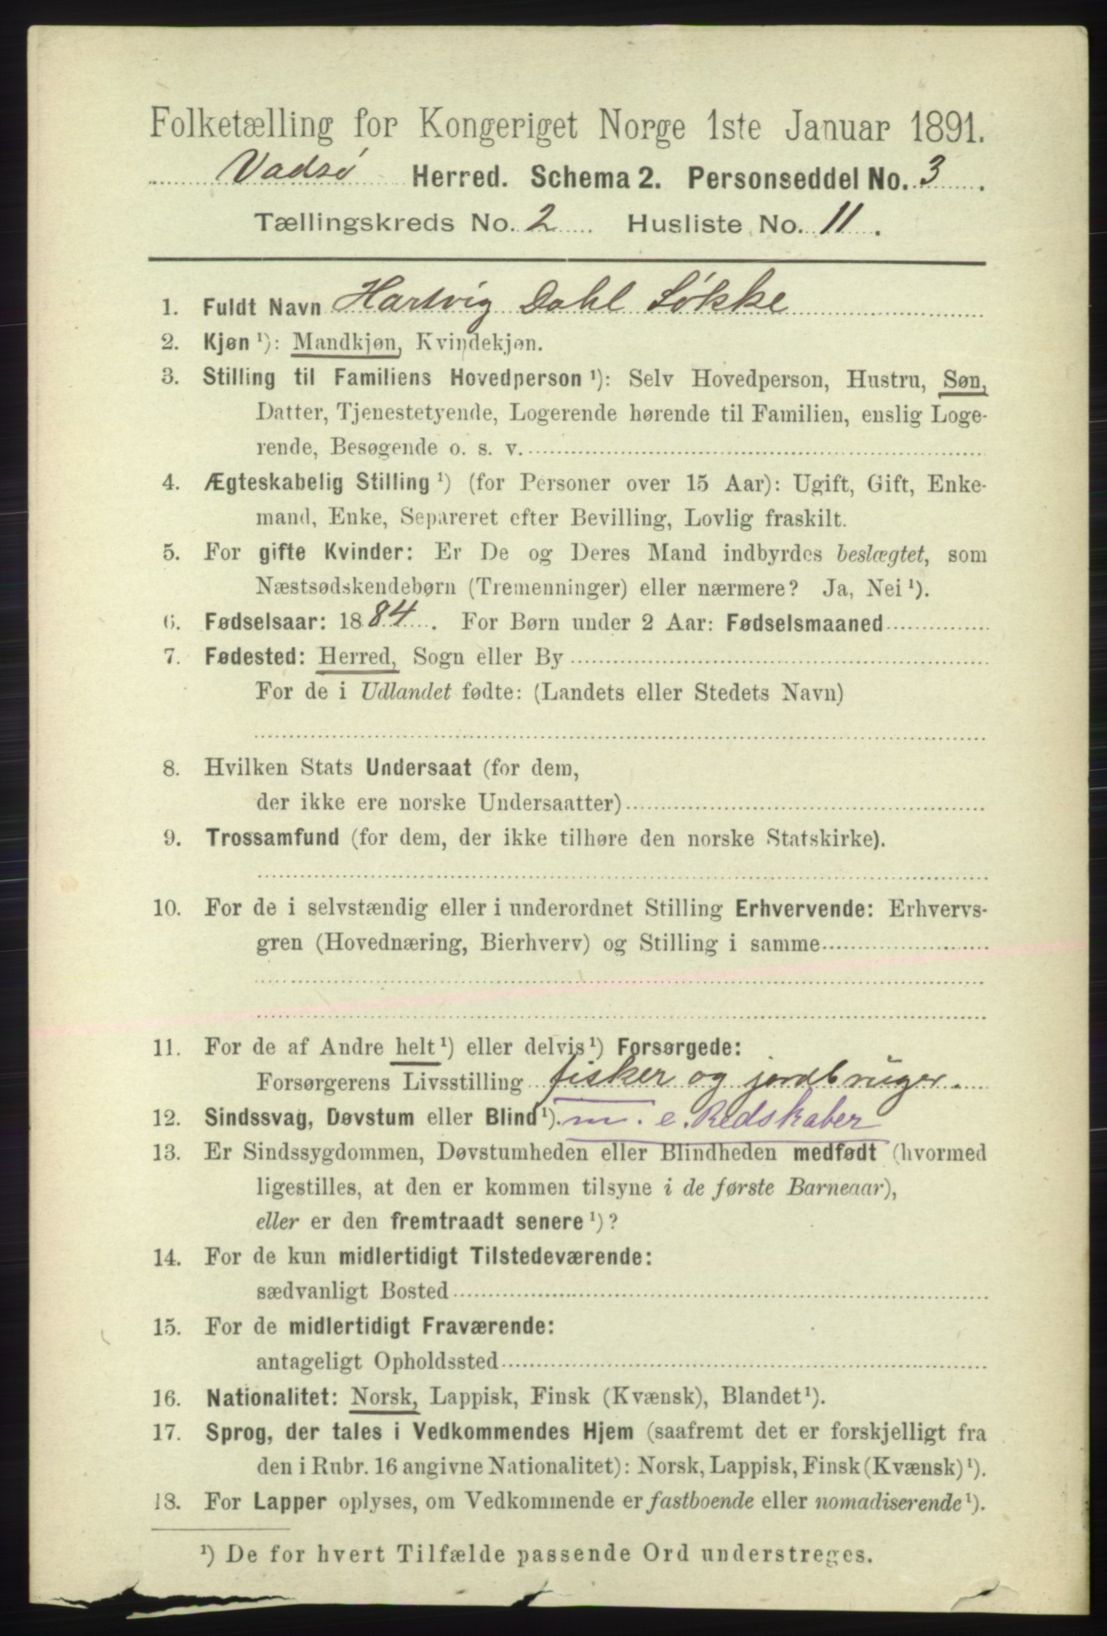 Folketælling for Kongeriget Norge 1ste Januar 1891.
Vadsø Herred. Schema 2. Personseddel No. 3.
Tællingskreds No. 2. Husliste No. 11.
1. Fuldt Navn Hartvig Dahl Løkke
2. Kjøn ¹): Mandkjøn, Kvindekjøn.
3. Stilling til Familiens Hovedperson ¹): Selv Hovedperson, Hustru, Søn,
Datter, Tjenestetyende, Logerende hørende til Familien, enslig Loge-
rende, Besøgende o. s. v.
4. Ægteskabelig Stilling ¹) (for Personer over 15 Aar): Ugift, Gift, Enke-
mand, Enke, Separeret efter Bevilling, Lovlig fraskilt.
5. For gifte Kvinder: Er De og Deres Mand indbyrdes beslægtet, som
Næstsødskendebørn (Tremenninger) eller nærmere? Ja, Nei ¹).
6. Fødselsaar: 1884. For Børn under 2 Aar: Fødselsmaaned
7. Fødested: Herred, Sogn eller By
For de i Udlandet fødte: (Landets eller Stedets Navn)
8. Hvilken Stats Undersaat (for dem,
der ikke ere norske Undersaatter)
9. Trossamfund (for dem, der ikke tilhøre den norske Statskirke).
10. For de i selvstændig eller i underordnet Stilling Erhvervende: Erhvervs-
gren (Hovednæring, Bierhverv) og Stilling i samme
11. For de af Andre helt ¹) eller delvis ¹) Forsørgede:
Forsørgerens Livsstilling fisker og jordbruger.
12. Sindssvag, Døvstum eller Blind ¹). m. e. Redskaber
13. Er Sindssygdommen, Døvstumheden eller Blindheden medfødt (hvormed
ligestilles, at den er kommen tilsyne i de første Barneaar),
eller er den fremtraadt senere ¹)?
14. For de kun midlertidigt Tilstedeværende:
sædvanligt Bosted
15. For de midlertidigt Fraværende:
antageligt Opholdssted
16. Nationalitet: Norsk, Lappisk, Finsk (Kvænsk), Blandet ¹).
17. Sprog, der tales i Vedkommendes Hjem (saafremt det er forskjelligt fra
den i Rubr. 16 angivne Nationalitet): Norsk, Lappisk, Finsk (Kvænsk) ¹).
18. For Lapper oplyses, om Vedkommende er fastboende eller nomadiserende ¹).
¹) De for hvert Tilfælde passende Ord understreges.